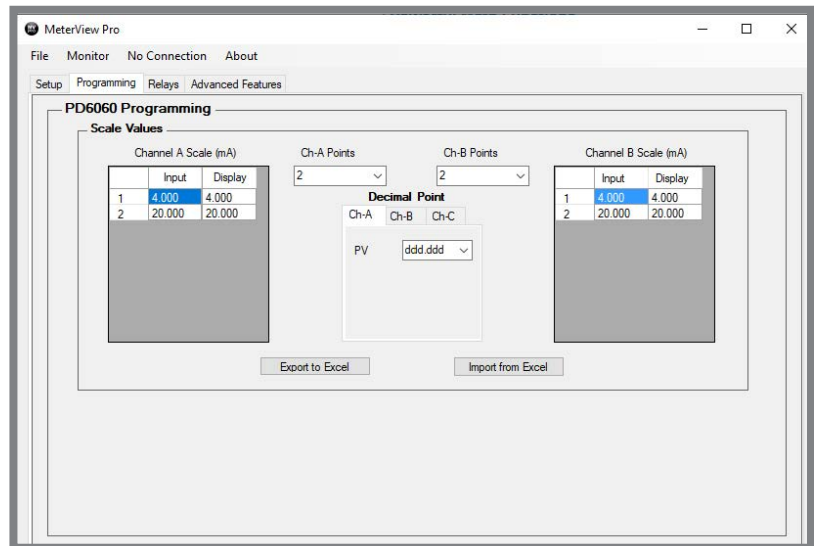 MeterView Pro
File Monitor No Connection About
Setup Programming Relays Advanced Features
PD6060 Programming
Scale Values
Channel A Scale (mA) Ch-A Points Ch-B Points Channel B Scale (mA)
Input Display 2 2 Input Display
1 4.000 4.000 Decimal Point 1 4.000 4.000
2 20.000 20.000 Ch-A Ch-B Ch-C 2 20.000 20.000
PV ddd.ddd
Export to Excel Import from Excel